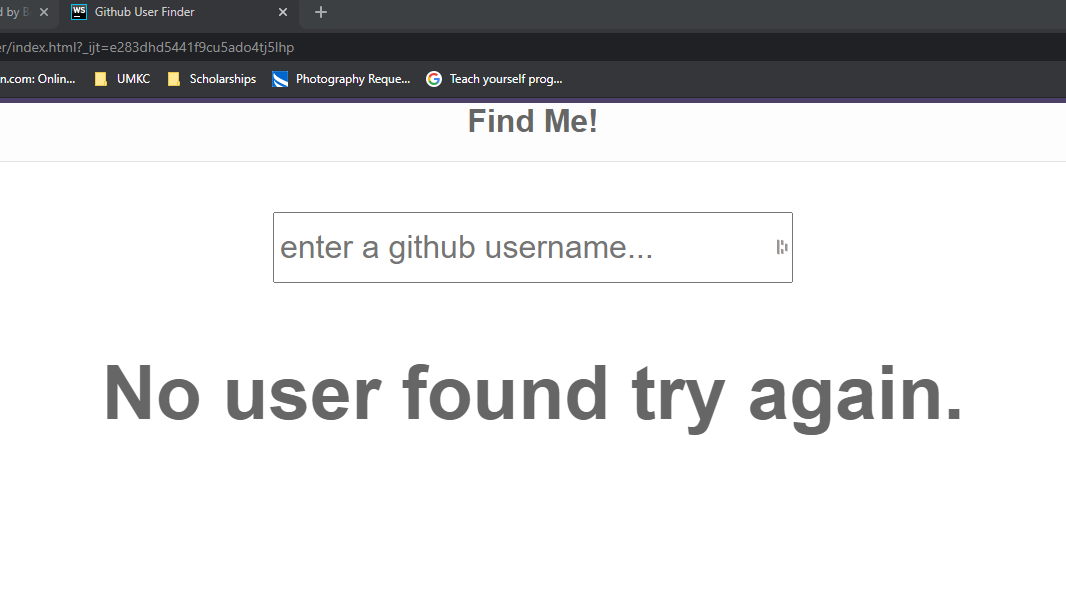 d by B
WS Github User Finder
er/index.html?_ijt=e283dhd5441f9cu5ado4tj5lhp
n.com: Onlin... UMKC Scholarships Photography Reque... Teach yourself prog...
Find Me!
enter a github username...
No user found try again.